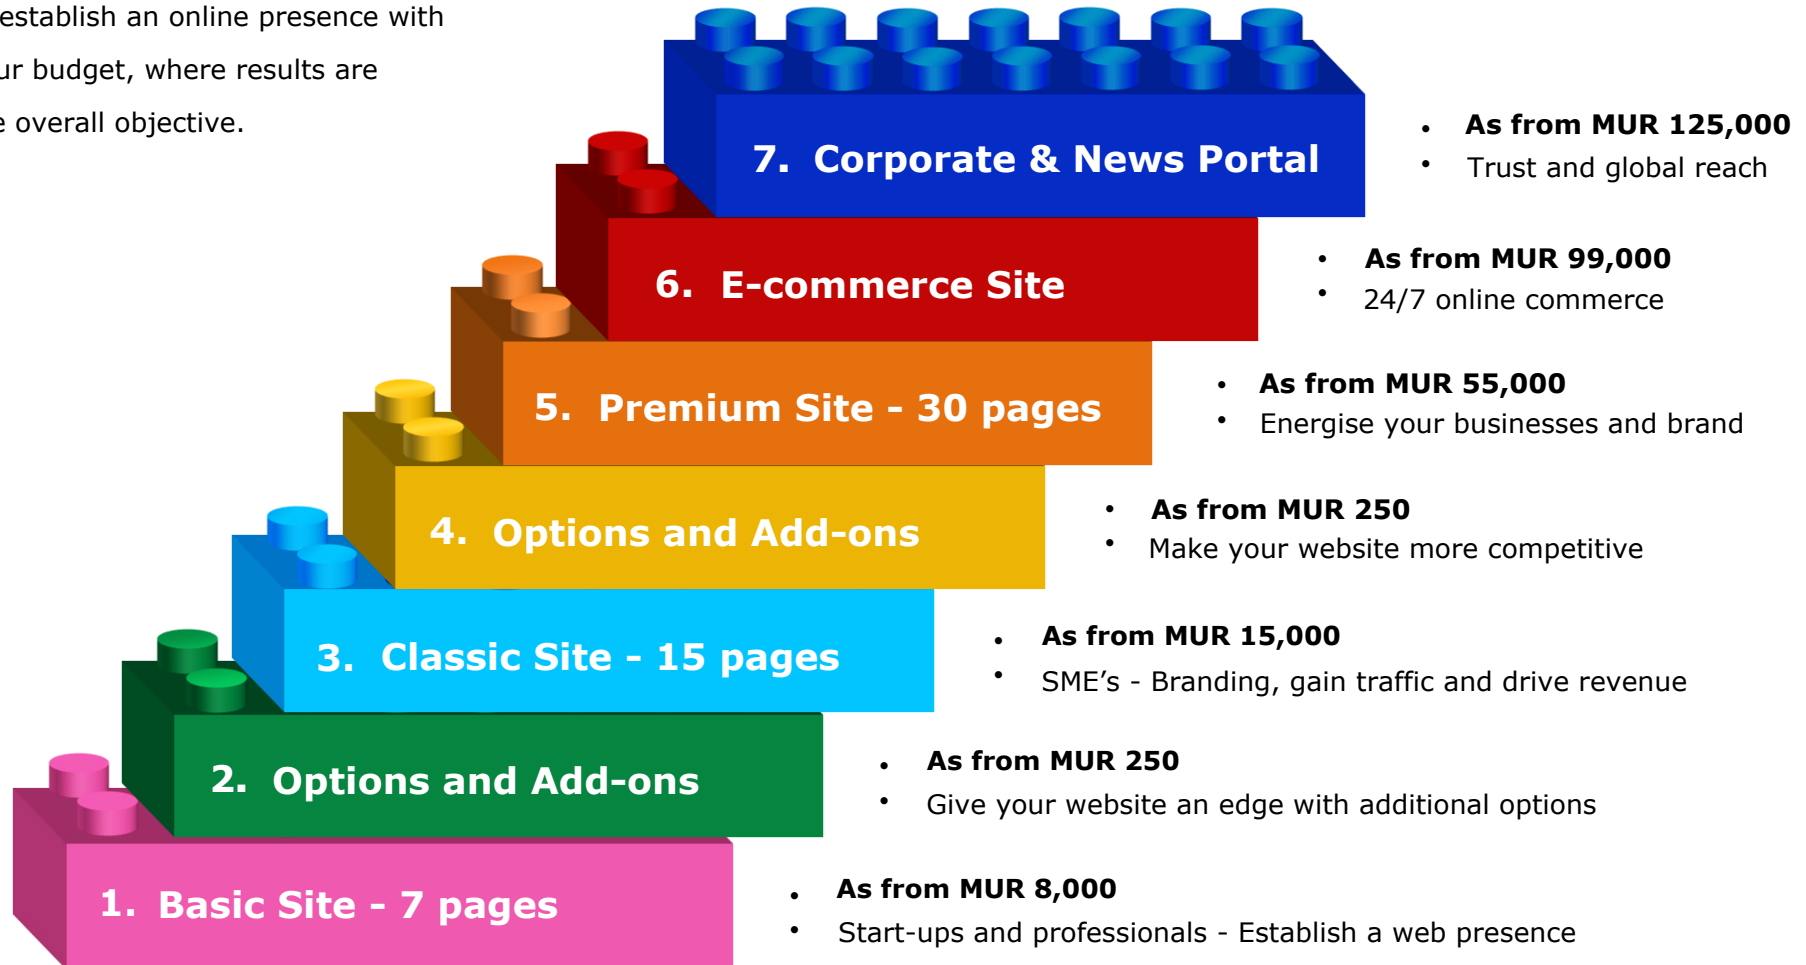 establish an online presence with
ur budget, where results are
e overall objective.
7. Corporate & News Portal
• As from MUR 125,000
• Trust and global reach
6. E-commerce Site
• As from MUR 99,000
• 24/7 online commerce
5. Premium Site - 30 pages
• As from MUR 55,000
• Energise your businesses and brand
4. Options and Add-ons
• As from MUR 250
• Make your website more competitive
3. Classic Site - 15 pages
• As from MUR 15,000
• SME’s - Branding, gain traffic and drive revenue
2. Options and Add-ons
• As from MUR 250
• Give your website an edge with additional options
1. Basic Site - 7 pages
• As from MUR 8,000
• Start-ups and professionals - Establish a web presence